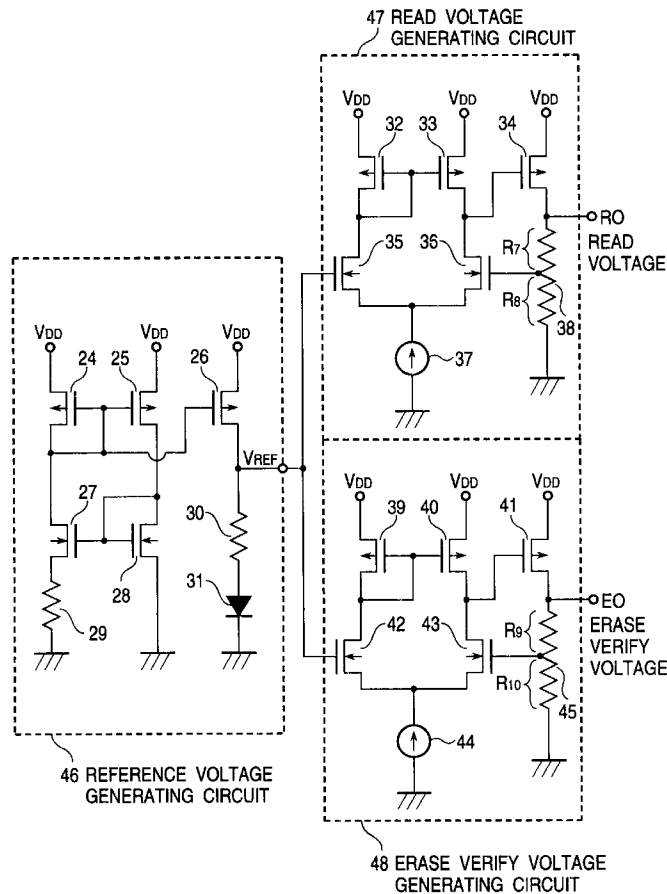 47 READ VOLTAGE
GENERATING CIRCUIT
VDD VDD VDD
32 33 34
RO
READ
VOLTAGE
35 36 R7
R8
38
37
VDD VDD VDD
24 25 26
VREF
27
28
29
30
31
46 REFERENCE VOLTAGE
GENERATING CIRCUIT
VDD VDD VDD
39 40 41
EO
ERASE
VERIFY
VOLTAGE
42 43 R9
R10
45
44
48 ERASE VERIFY VOLTAGE
GENERATING CIRCUIT